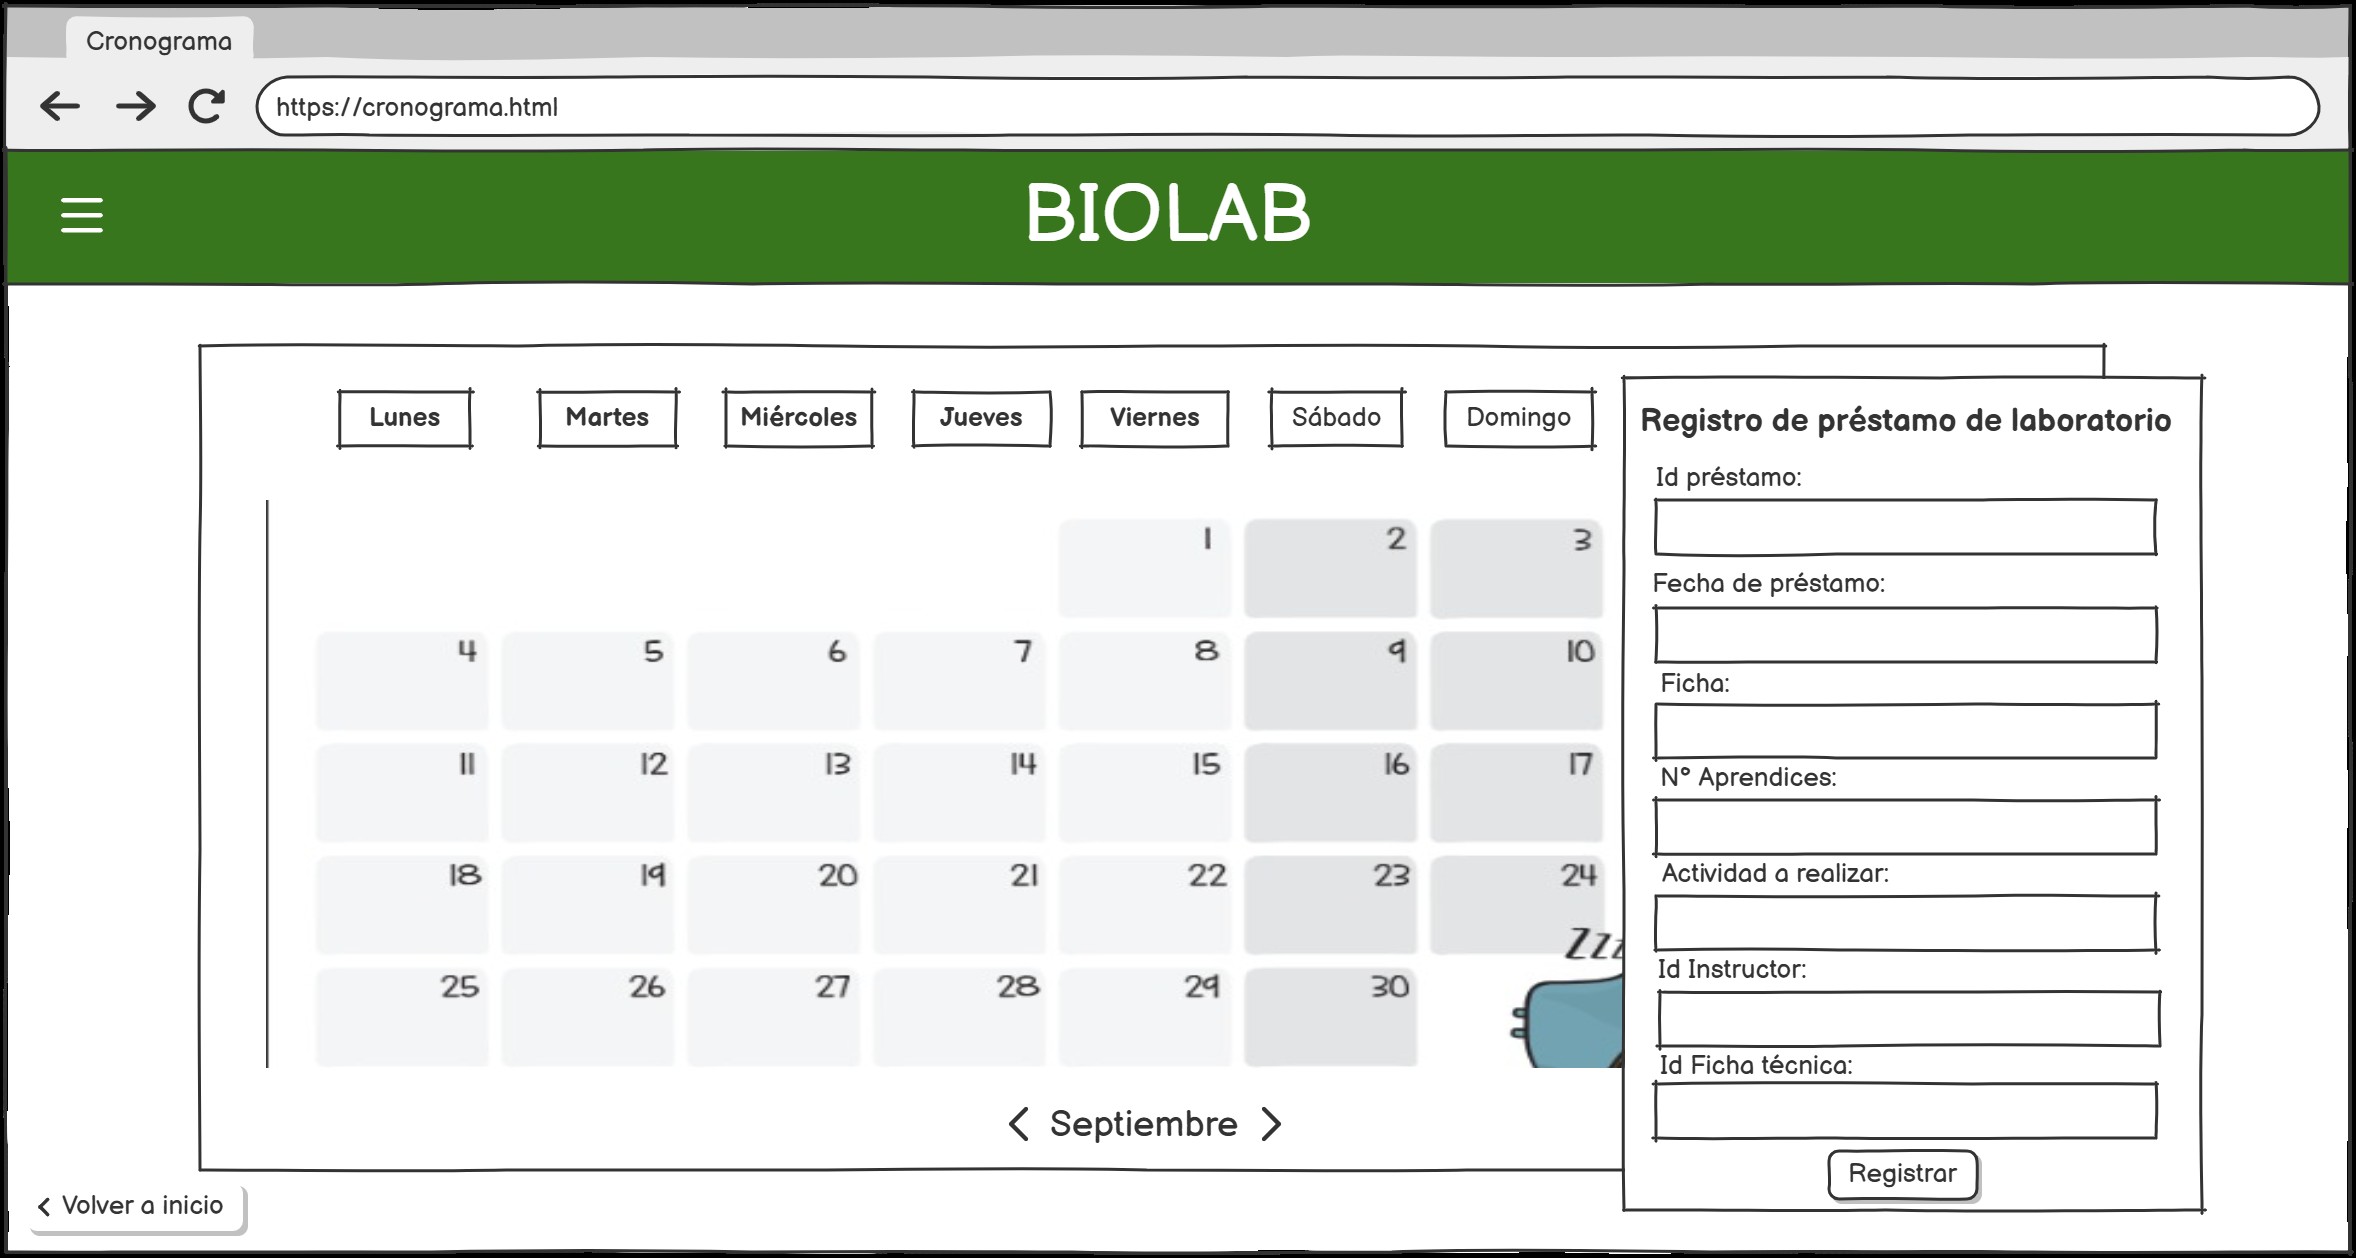 Cronograma
https://cronograma.html
BIOLAB
Lunes Martes Miércoles Jueves Viernes Sábado Domingo
1 2 3
4 5 6 7 8 9 10
11 12 13 14 15 16 17
18 19 20 21 22 23 24
Zzz
25 26 27 28 29 30
Septiembre
Registro de préstamo de laboratorio
Id préstamo:
Fecha de préstamo:
Ficha:
N° Aprendices:
Actividad a realizar:
Id Instructor:
Id Ficha técnica:
Registrar
Volver a inicio